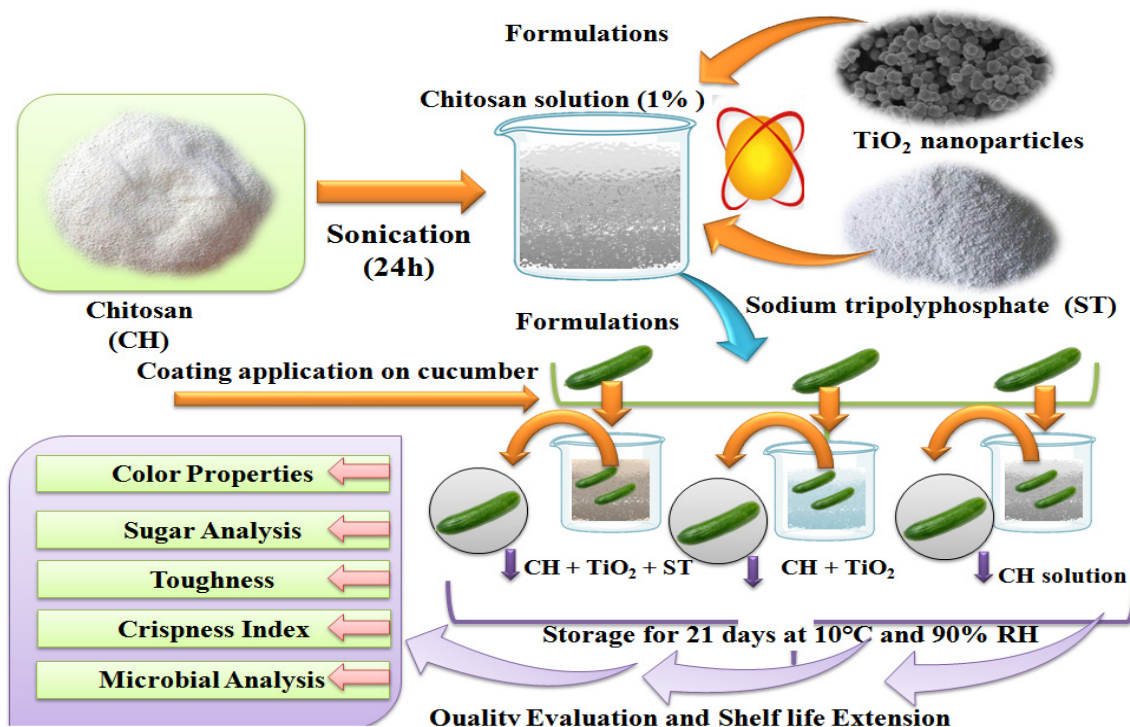 Formulations
Chitosan solution (1% )
TiO₂ nanoparticles
Sonication
(24h)
Sodium tripolyphosphate (ST)
Chitosan
(CH)
Formulations
Coating application on cucumber
Color Properties
Sugar Analysis
Toughness
Crispness Index
Microbial Analysis
CH + TiO₂ + ST
CH + TiO₂
CH solution
Storage for 21 days at 10°C and 90% RH
Quality Evaluation and Shelf life Extension